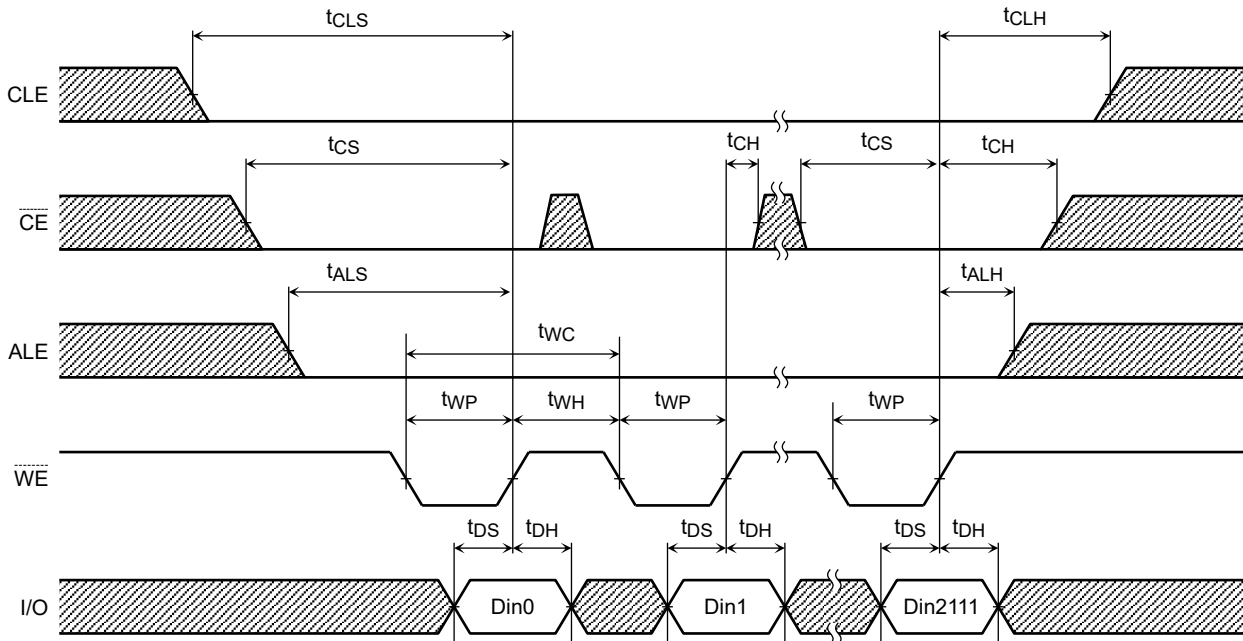 tCLS tCLH
CLE
tCS tCH tCS tCH
CE
tALS tALH
tWC
ALE
tWP tWH tWP tWP
WE
tDS tDH tDS tDH tDS tDH
I/O Din0 Din1 Din2111